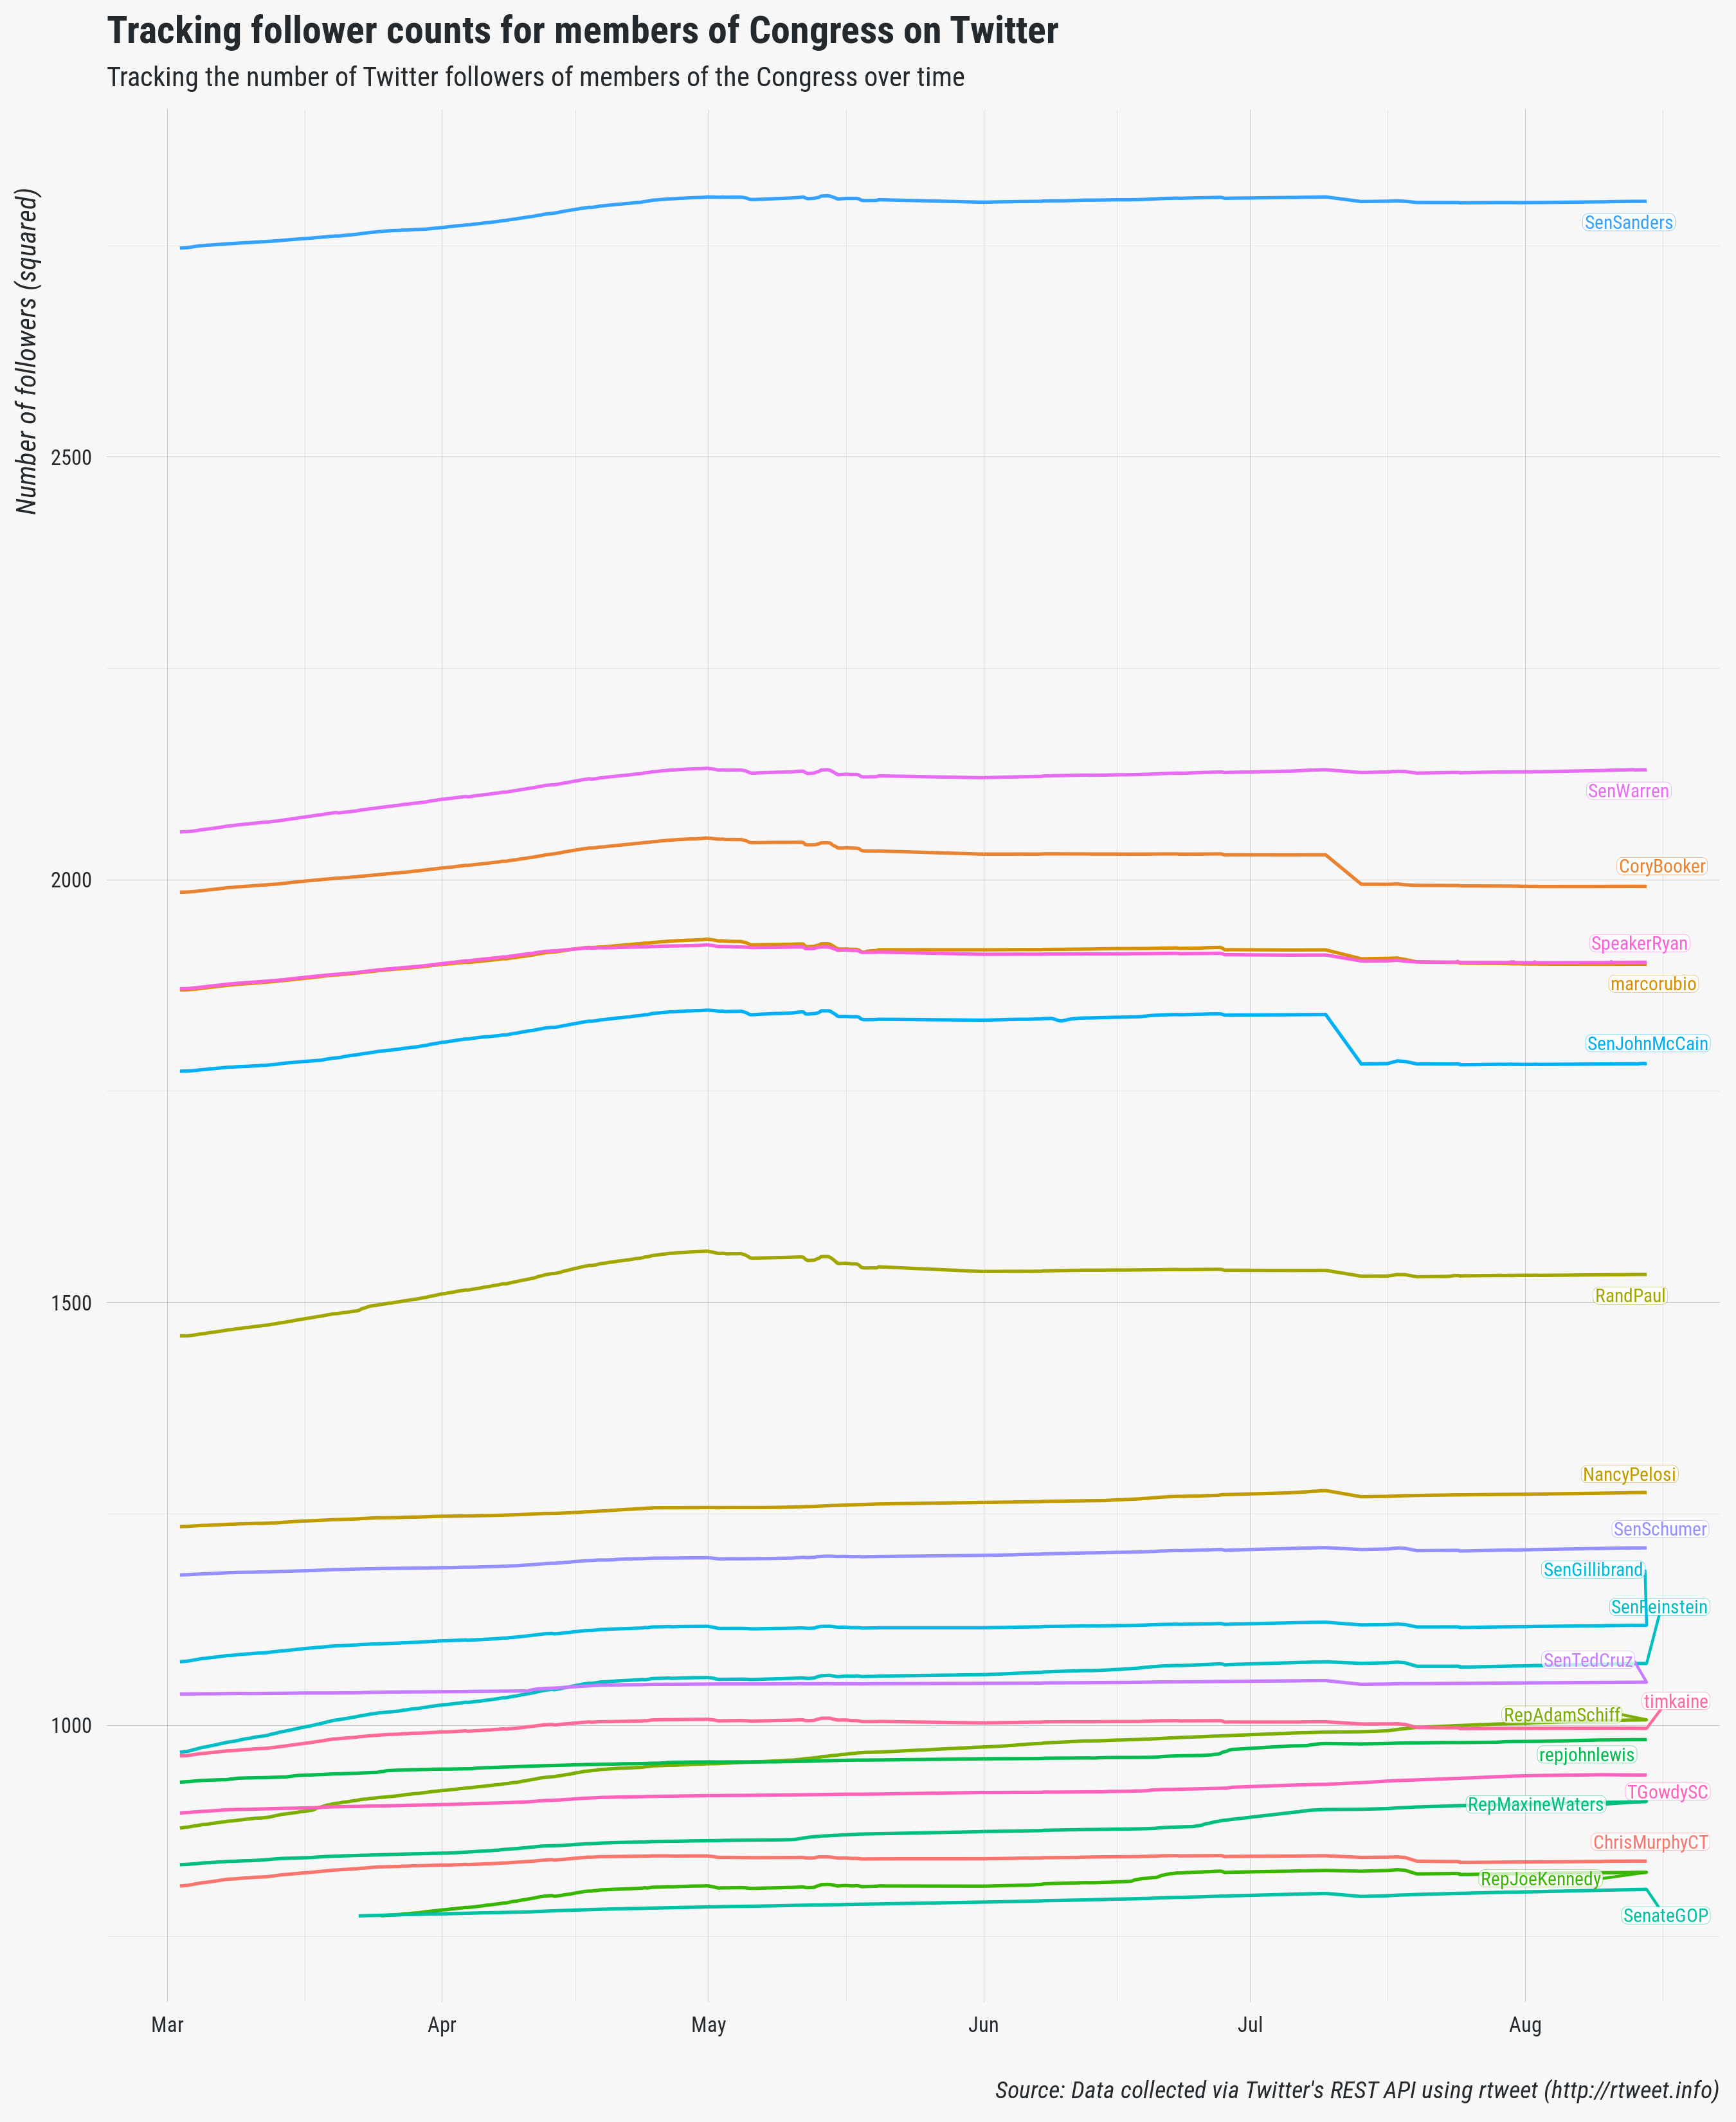 Tracking follower counts for members of Congress on Twitter
Tracking the number of Twitter followers of members of the Congress over time
Number of followers (squared)
2500
2000
1500
1000
SenSanders
SenWarren
CoryBooker
SpeakerRyan
marcorubio
SenJohnMcCain
RandPaul
NancyPelosi
SenSchumer
SenGillibrand
SenFeinstein
SenTedCruz
timkaine
RepAdamSchiff
repjohnlewis
TGowdySC
RepMaxineWaters
ChrisMurphyCT
RepJoeKennedy
SenateGOP
Mar Apr May Jun Jul Aug
Source: Data collected via Twitter's REST API using rtweet (http://rtweet.info)